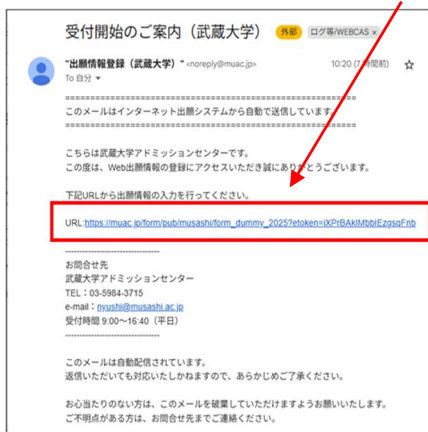 受付開始のご案内（武蔵大学） 外部 ログ等/WEBCAS ×
"出願情報登録（武蔵大学）" <noreply@muac.jp> 10:20 (7 時間前) ☆
To 自分
このメールはインターネット出願システムから自動で送信しています。
こちらは武蔵大学アドミッションセンターです。
この度は、Web出願情報の登録にアクセスいただき誠にありがとうございます。
下記URLから出願情報の入力を行ってください。
URL:https://muac.jp/form/pub/musashi/form_dummy_2025?etoken=iXPrBAkIMbbIEzgsqFnb
お問合せ先
武蔵大学アドミッションセンター
TEL：03-5984-3715
e-mail：nyushi@musashi.ac.jp
受付時間 9:00～16:40（平日）
このメールは自動配信されています。
返信いただいても対応いたしかねますので、あらかじめご了承ください。
お心当たりのない方は、このメールを破棄していただけますようお願いいたします。
ご不明点がある方は、お問合せ先までご連絡ください。